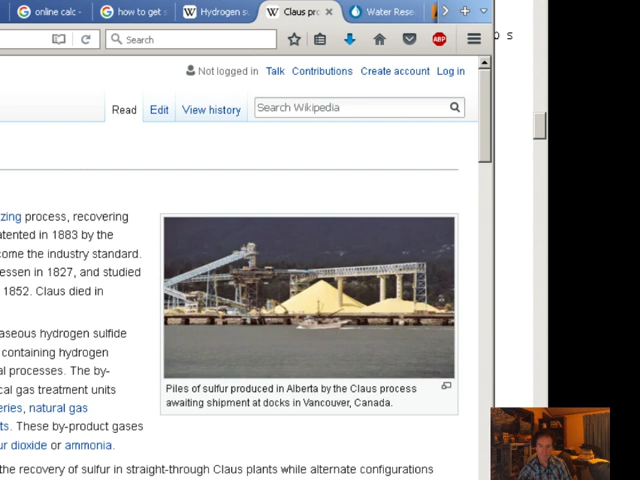 online calc -
how to get s
Hydrogen su
Claus pro
Water Rese
Search
ABP
Not logged in Talk Contributions Create account Log in
Read Edit View history
Search Wikipedia
zing process, recovering
atented in 1883 by the
come the industry standard.
essen in 1827, and studied
1852. Claus died in
aseous hydrogen sulfide
containing hydrogen
al processes. The by-
cal gas treatment units
eries, natural gas
ts. These by-product gases
ur dioxide or ammonia.
Piles of sulfur produced in Alberta by the Claus process
awaiting shipment at docks in Vancouver, Canada.
the recovery of sulfur in straight-through Claus plants while alternate configurations